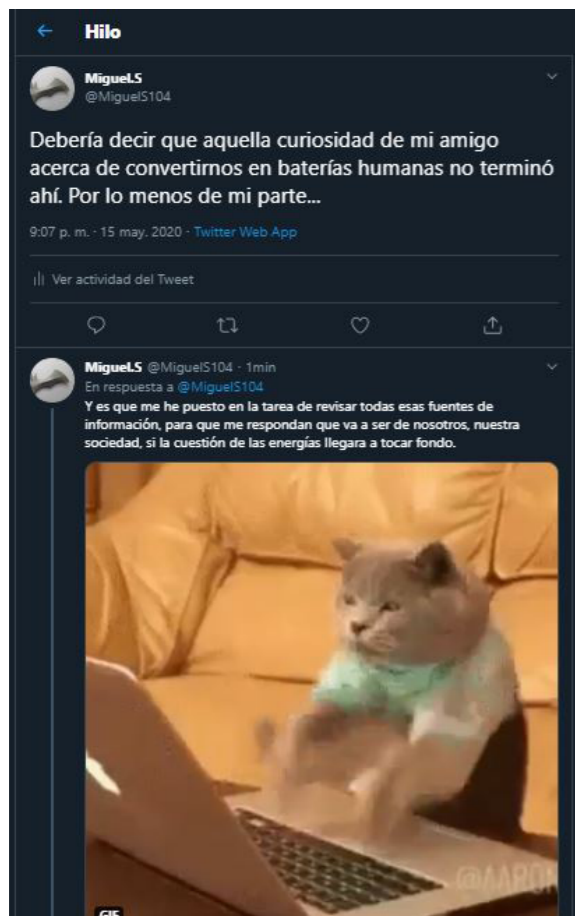 Hilo
Miguel.S
@MiguelS104
Debería decir que aquella curiosidad de mi amigo
acerca de convertirnos en baterías humanas no terminó
ahí. Por lo menos de mi parte...
9:07 p. m. · 15 may. 2020 · Twitter Web App
Ver actividad del Tweet
Miguel.S @MiguelS104 · 1min
En respuesta a @MiguelS104
Y es que me he puesto en la tarea de revisar todas esas fuentes de
información, para que me respondan que va a ser de nosotros, nuestra
sociedad, si la cuestión de las energías llegara a tocar fondo.
@AARON
GIF